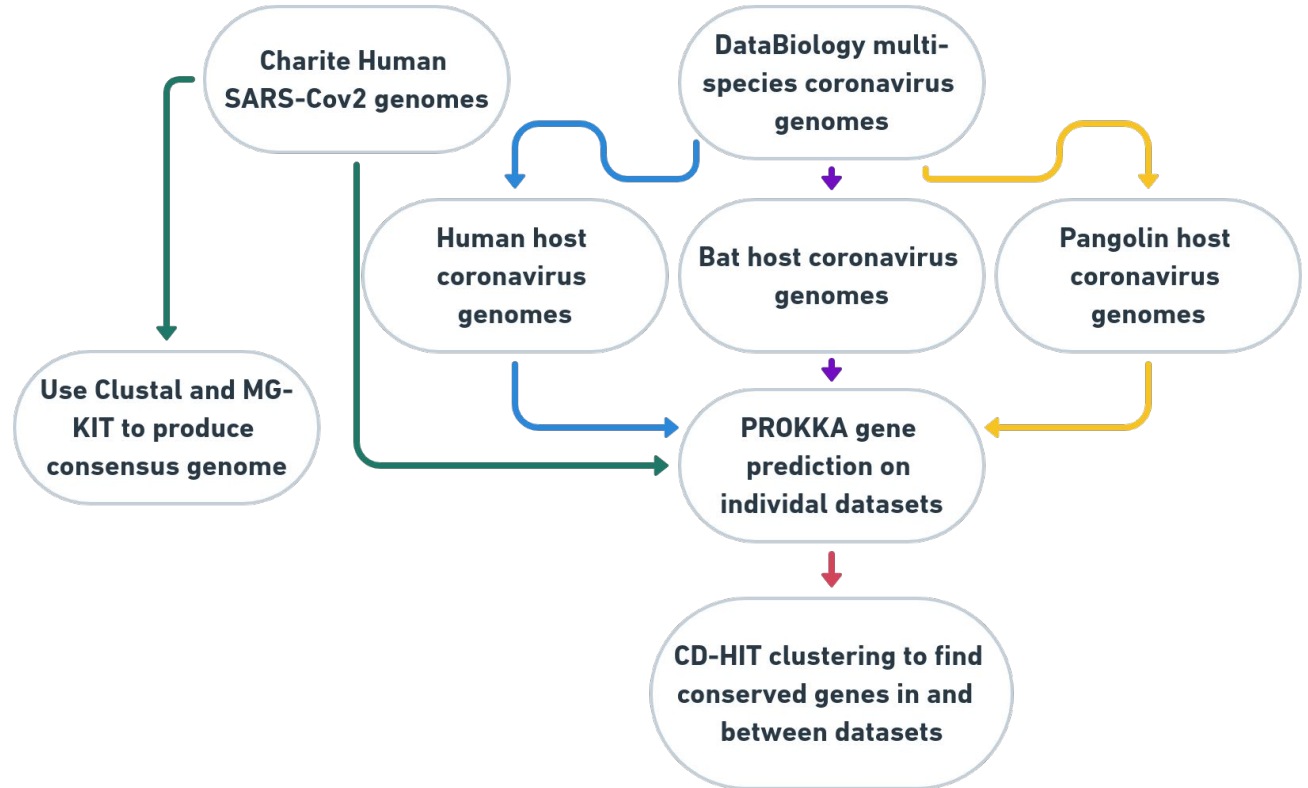 Charite Human
SARS-Cov2 genomes
DataBiology multi-
species coronavirus
genomes
Human host
coronavirus
genomes
Bat host coronavirus
genomes
Pangolin host
coronavirus
genomes
Use Clustal and MG-
KIT to produce
consensus genome
PROKKA gene
prediction on
individal datasets
CD-HIT clustering to find
conserved genes in and
between datasets